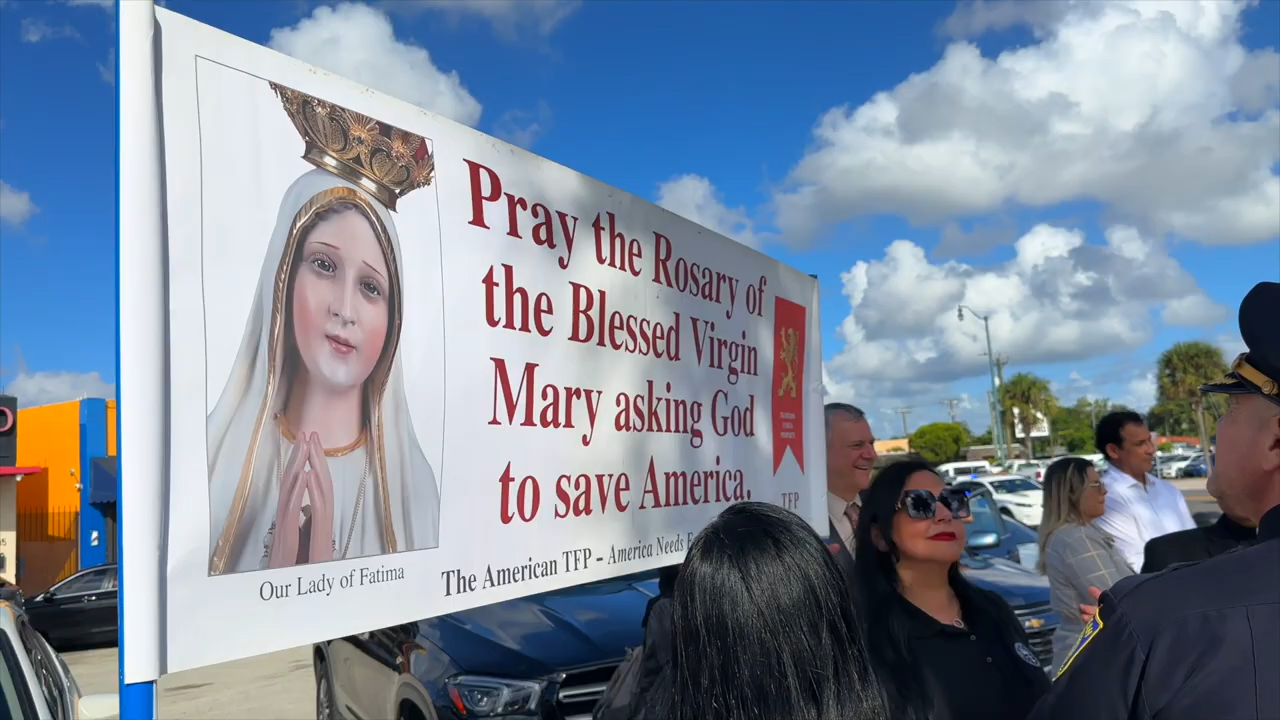 Pray the Rosary of
the Blessed Virgin
Mary asking God
to save America.
TFP
Our Lady of Fatima
The American TFP – America Needs